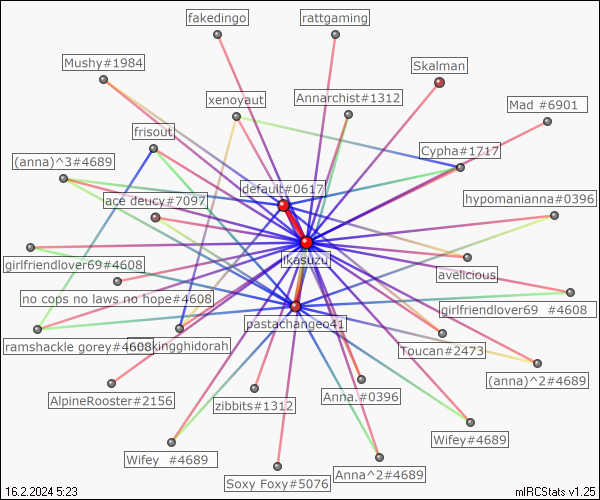 fakedingo
rattgaming
Mushy#1984
Skalman
xenoyaut
Annarchist#1312
Mad #6901
frisout
Cypha#1717
(anna)^3#4689
default#0617
ace deucy#7097
hypomanianna#0396
ikasuzu
girlfriendlover69#4608
avelicious
no cops no laws no hope#4608
girlfriendlover69 #4608
pastachangeo41
ramshackle gorey#4608
kingghidorah
Toucan#2473
(anna)^2#4689
AlpineRooster#2156
zibbits#1312
Anna.#0396
Wifey#4689
Wifey #4689
Anna^2#4689
Soxy Foxy#5076
16.2.2024 5:23
mIRCStats v1.25